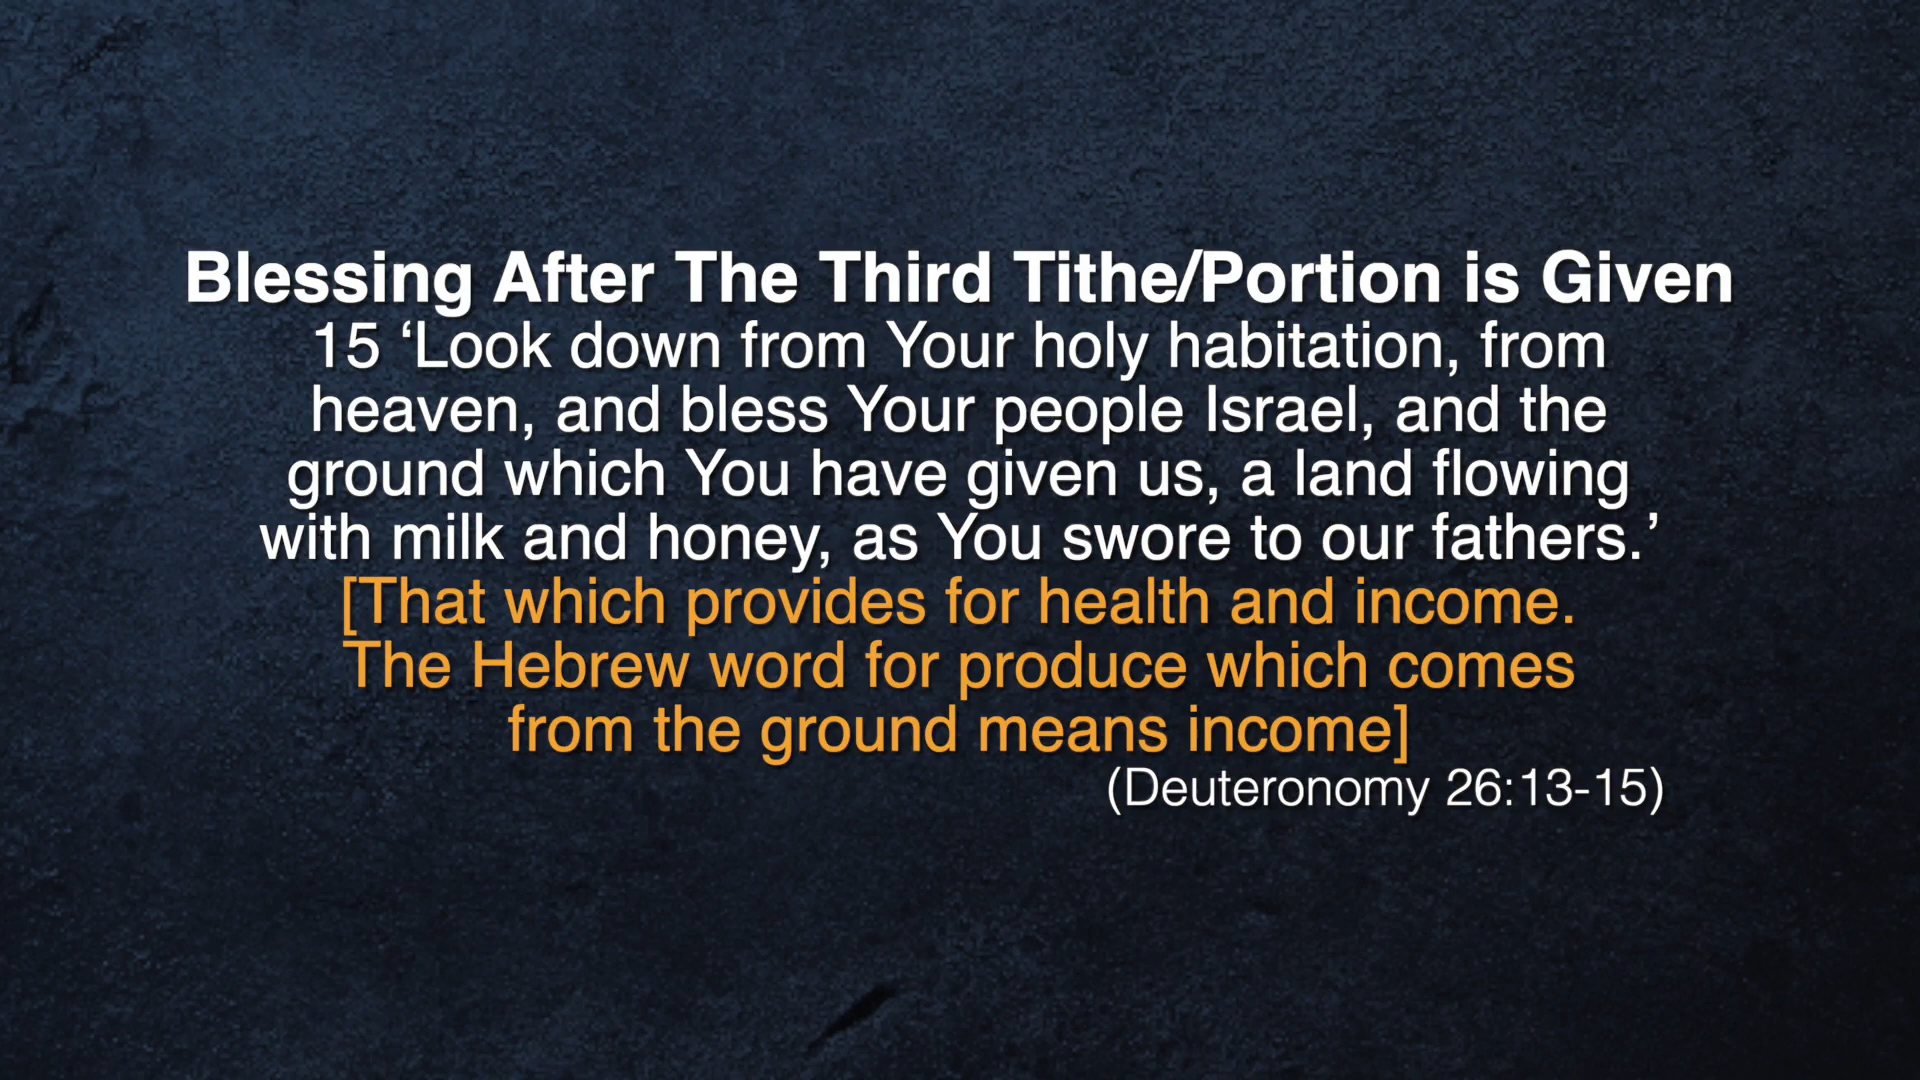 Blessing After The Third Tithe/Portion is Given
15 ‘Look down from Your holy habitation, from
heaven, and bless Your people Israel, and the
ground which You have given us, a land flowing
with milk and honey, as You swore to our fathers.’
[That which provides for health and income.
The Hebrew word for produce which comes
from the ground means income]
(Deuteronomy 26:13-15)